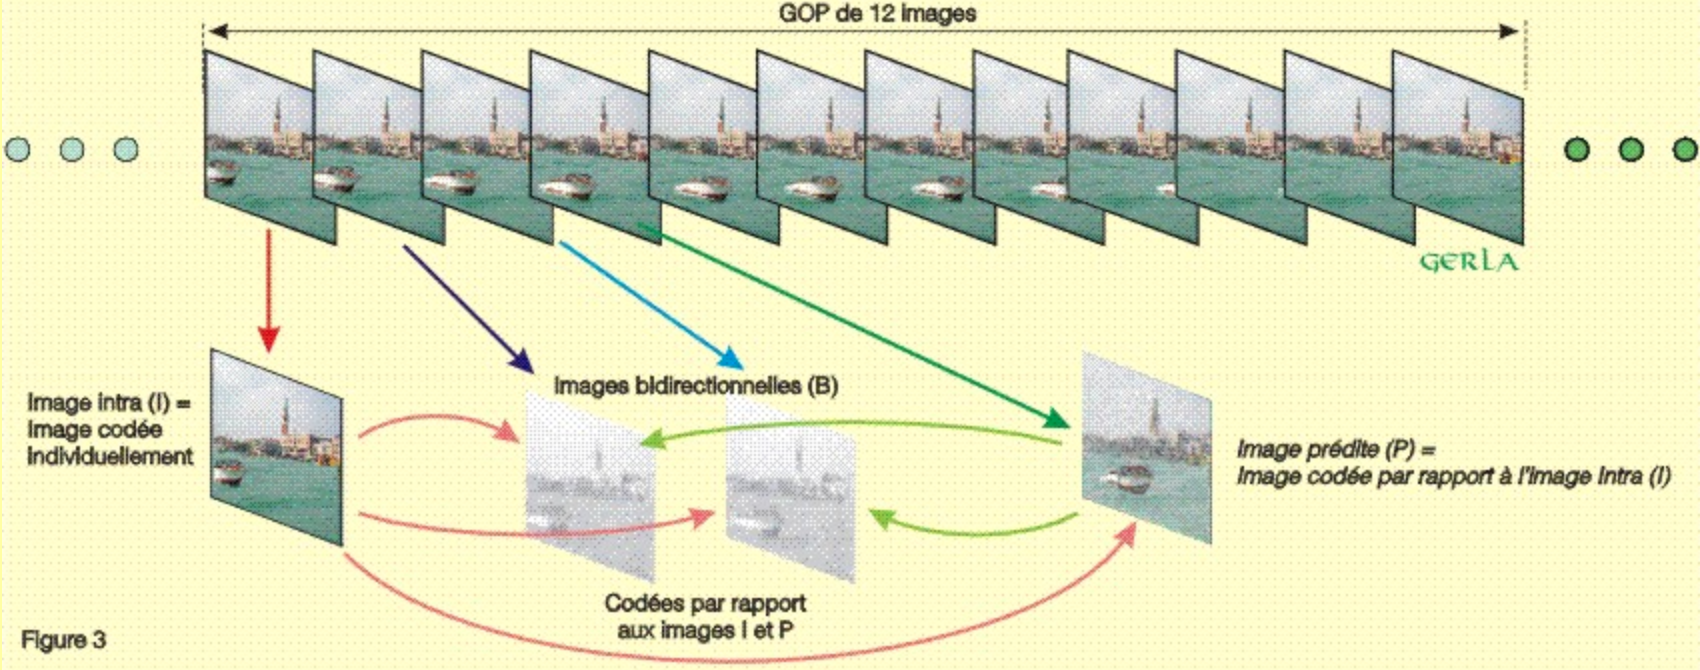 GOP de 12 images
GERLA
Images bidirectionnelles (B)
Image intra (I) =
Image codée
individuellement
Image prédite (P) =
Image codée par rapport à l'image intra (I)
Codées par rapport
aux images I et P
Figure 3